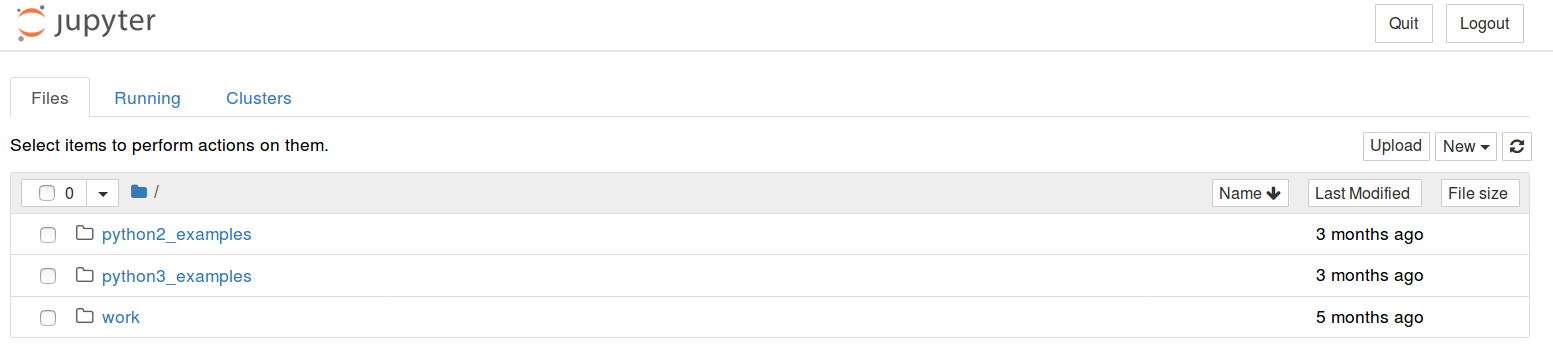 jupyter Quit Logout
Files Running Clusters
Select items to perform actions on them. Upload New
0 / Name Last Modified File size
python2_examples 3 months ago
python3_examples 3 months ago
work 5 months ago